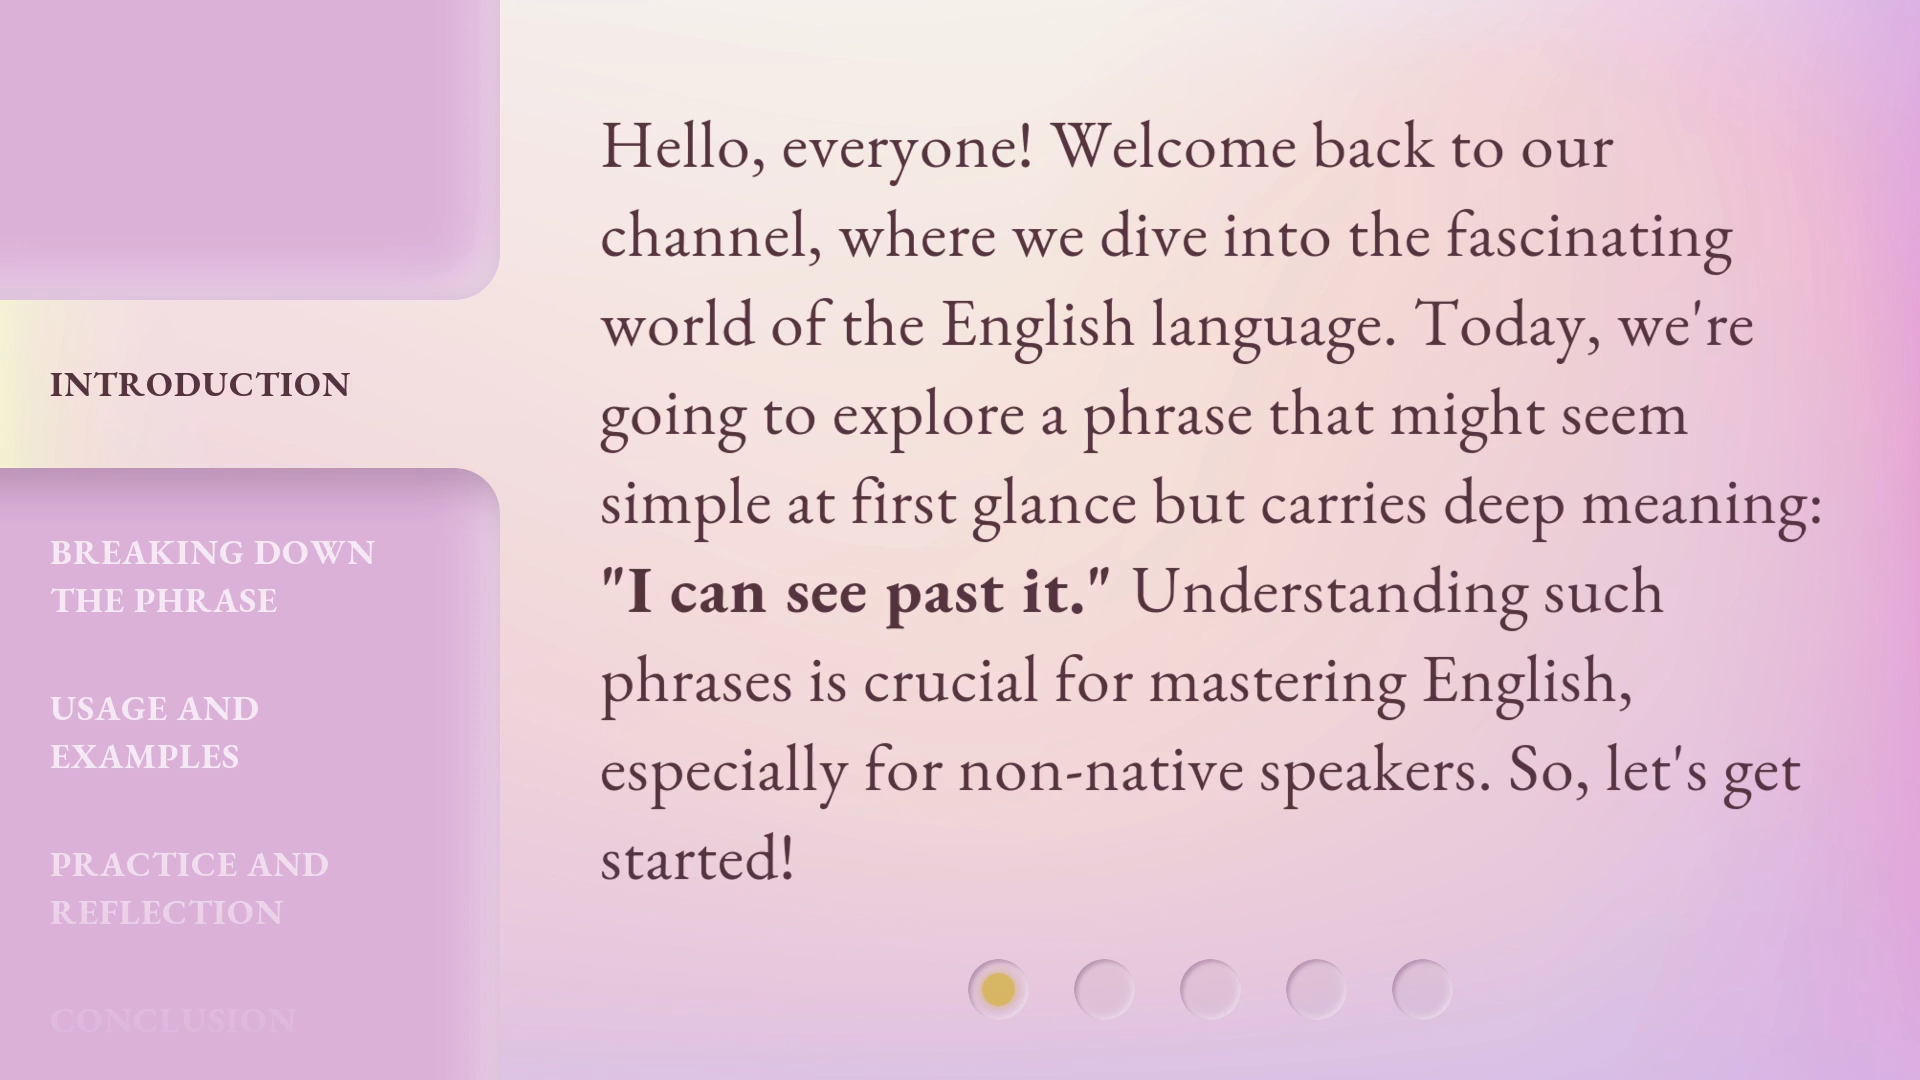 INTRODUCTION
BREAKING DOWN
THE PHRASE
USAGE AND
EXAMPLES
PRACTICE AND
REFLECTION
CONCLUSION
Hello, everyone! Welcome back to our
channel, where we dive into the fascinating
world of the English language. Today, we're
going to explore a phrase that might seem
simple at first glance but carries deep meaning:
"I can see past it." Understanding such
phrases is crucial for mastering English,
especially for non-native speakers. So, let's get
started!